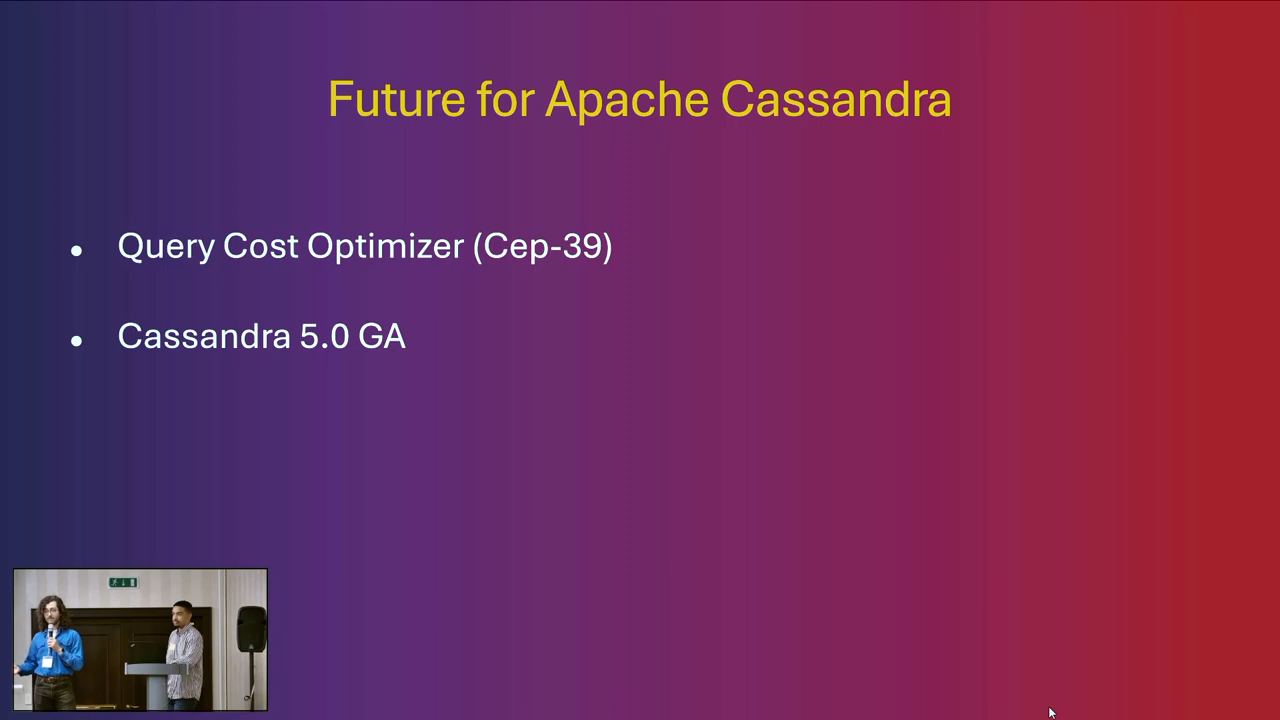 Future for Apache Cassandra
• Query Cost Optimizer (Cep-39)
• Cassandra 5.0 GA